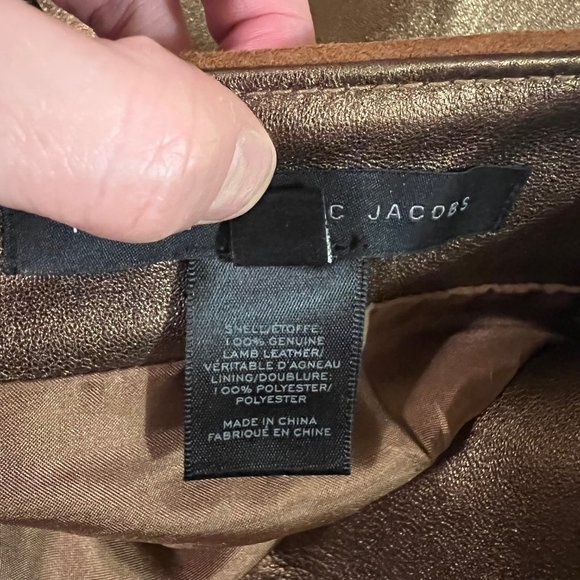 C JACOBS
SHELL/ÉTOFFE:
100% GENUINE
LAMB LEATHER/
VÉRITABLE D'AGNEAU
LINING/DOUBLURE:
100% POLYESTER/
POLYESTER
MADE IN CHINA
FABRIQUÉ EN CHINE